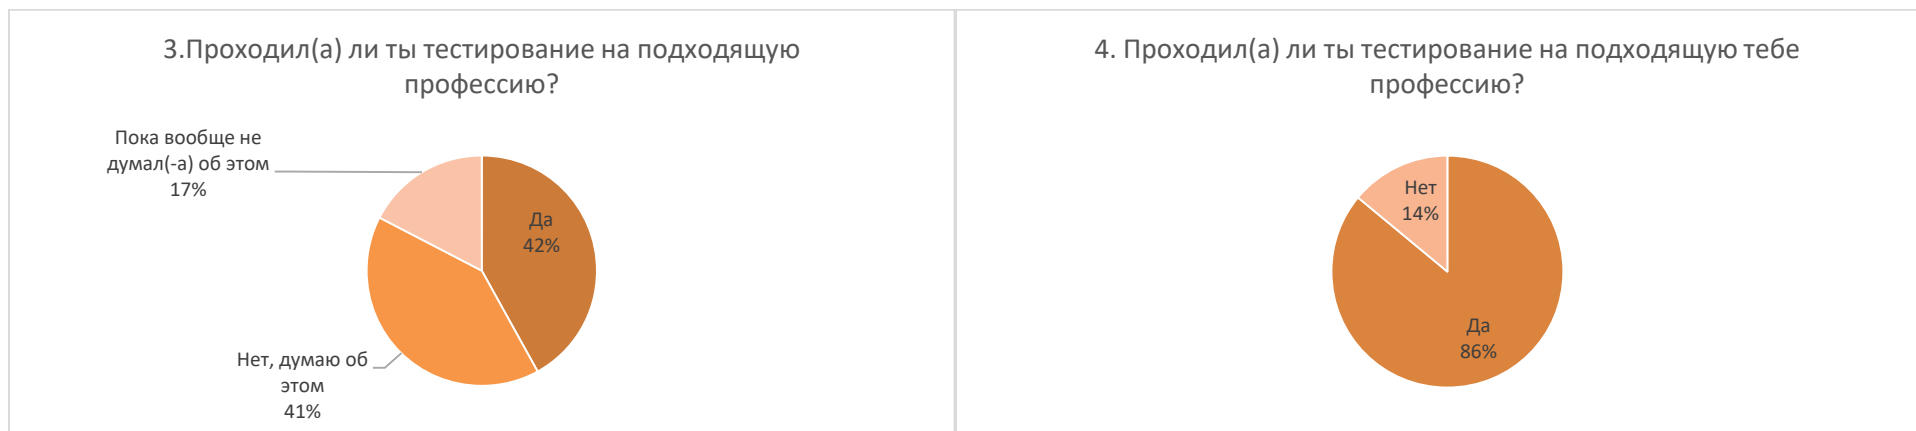 3.Проходил(а) ли ты тестирование на подходящую
профессию?
Пока вообще не
думал(-а) об этом
17%
Да
42%
Нет, думаю об
этом
41%
4. Проходил(а) ли ты тестирование на подходящую тебе
профессию?
Нет
14%
Да
86%